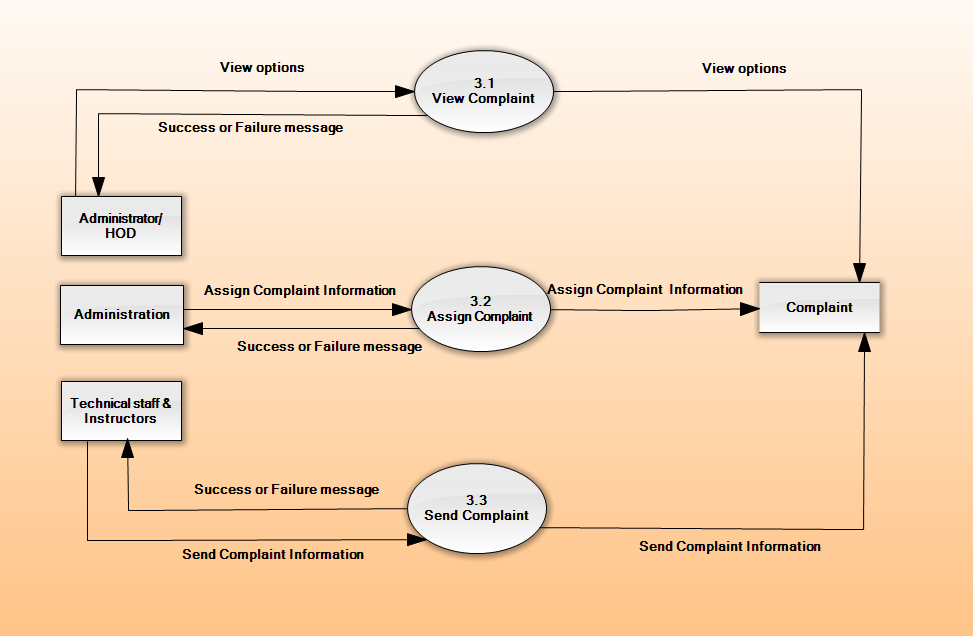 View options
View options
3.1
View Complaint
Success or Failure message
Administrator/
HOD
Assign Complaint Information
Assign Complaint  Information
3.2
Administration
Assign Complaint
Complaint
Success or Failure message
Technical staff &
Instructors
Success or Failure message
3.3
Send Complaint
Send Complaint Information
Send Complaint Information